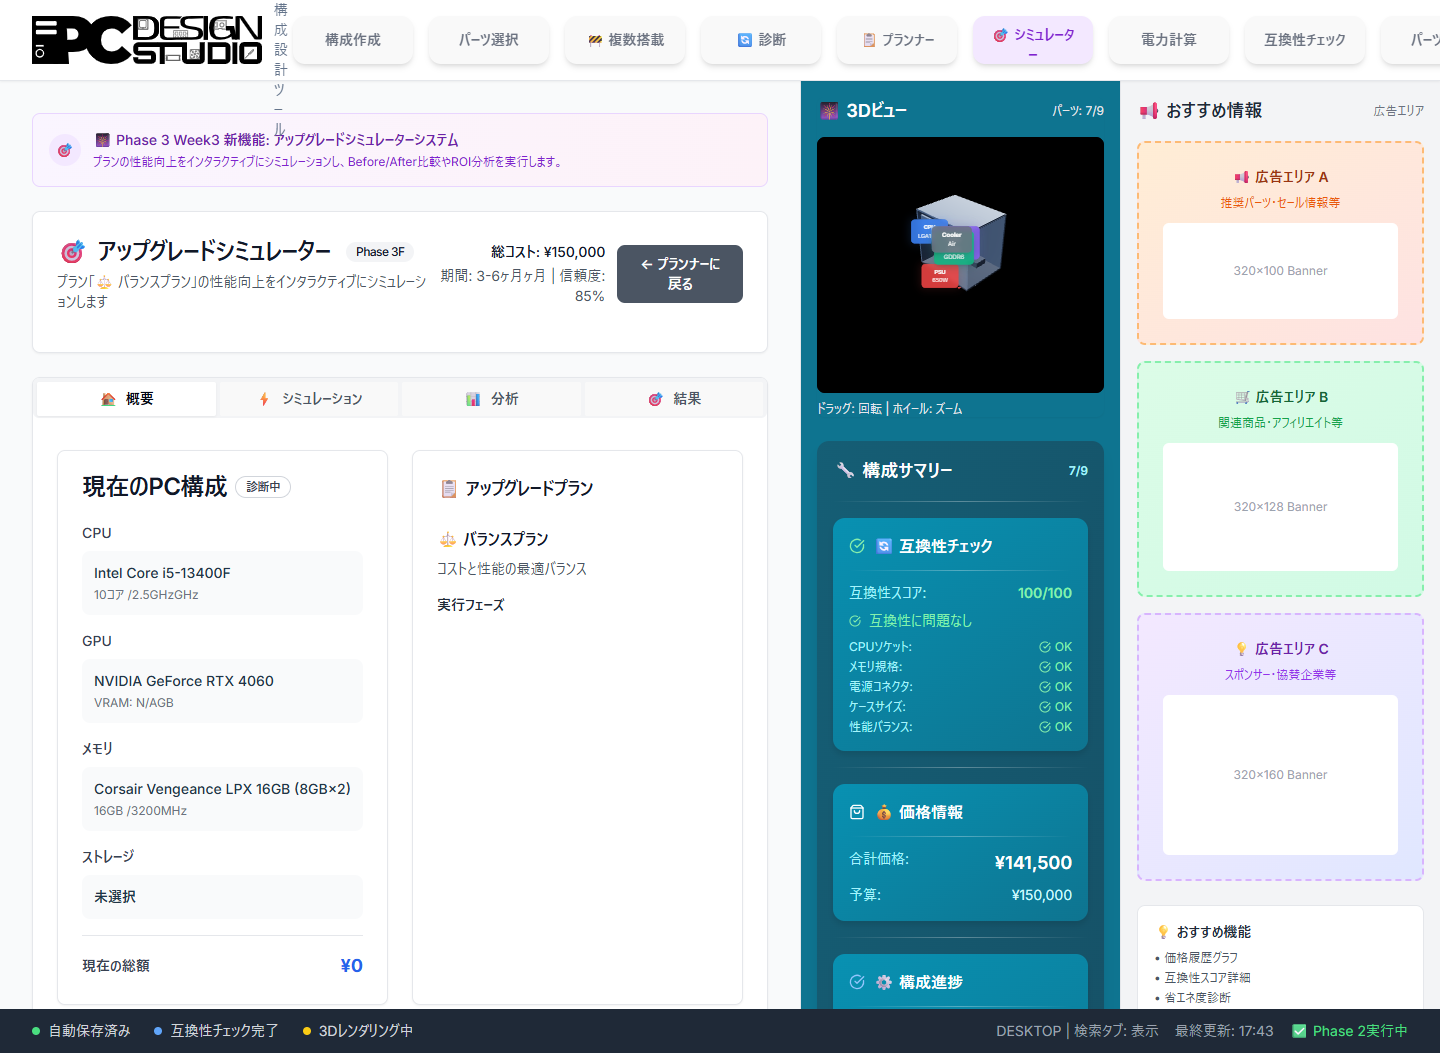 PC DESIGN STUDIO
構成設計ツール
構成作成
パーツ選択
🚧 複数搭載
🔄 診断
📋 プランナー
🎯 シミュレーター
電力計算
互換性チェック
🎆 Phase 3 Week3 新機能: アップグレードシミュレーターシステム
プランの性能向上をインタラクティブにシミュレーションし、Before/After比較やROI分析を実行します。
🎯 アップグレードシミュレーター Phase 3F
プラン「⚖️ バランスプラン」の性能向上をインタラクティブにシミュレーシ
ョンします
総コスト: ¥150,000
期間: 3-6ヶ月ヶ月 | 信頼度:
85%
← プランナーに
戻る
🏠 概要
⚡ シミュレーション
📊 分析
🎯 結果
現在のPC構成 診断中
CPU
Intel Core i5-13400F
10コア /2.5GHzGHz
GPU
NVIDIA GeForce RTX 4060
VRAM: N/AGB
メモリ
Corsair Vengeance LPX 16GB (8GB×2)
16GB /3200MHz
ストレージ
未選択
現在の総額 ¥0
📋 アップグレードプラン
⚖️ バランスプラン
コストと性能の最適バランス
実行フェーズ
🎆 3Dビュー パーツ: 7/9
Cooler
Air
GDDR6
PSU
650W
ドラッグ: 回転 | ホイール: ズーム
🔧 構成サマリー 7/9
🔄 互換性チェック
互換性スコア: 100/100
互換性に問題なし
CPUソケット: OK
メモリ規格: OK
電源コネクタ: OK
ケースサイズ: OK
性能バランス: OK
💰 価格情報
合計価格: ¥141,500
予算: ¥150,000
⚙️ 構成進捗
📢 おすすめ情報 広告エリア
📢 広告エリア A
推奨パーツ・セール情報等
320×100 Banner
🛒 広告エリア B
関連商品・アフィリエイト等
320×128 Banner
💡 広告エリア C
スポンサー・協賛企業等
320×160 Banner
💡 おすすめ機能
• 価格履歴グラフ
• 互換性スコア詳細
• 省エネ度診断
自動保存済み
互換性チェック完了
3Dレンダリング中
DESKTOP | 検索タブ: 表示
最終更新: 17:43
✅ Phase 2実行中